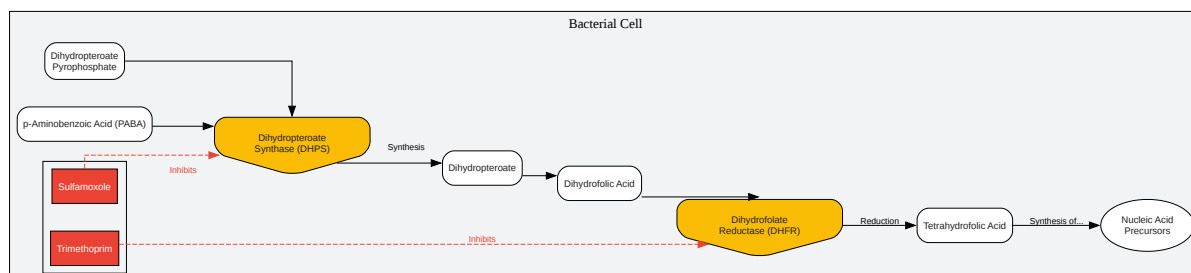 Bacterial Cell
Dihydropteroate
Pyrophosphate
p-Aminobenzoic Acid (PABA)
Dihydropteroate
Synthase (DHPS)
Synthesis
Inhibits
Dihydropteroate
Dihydrofolic Acid
Sulfamoxole
Trimethoprim
Inhibits
Dihydrofolate
Reductase (DHFR)
Reduction
Tetrahydrofolic Acid
Synthesis of...
Nucleic Acid
Precursors